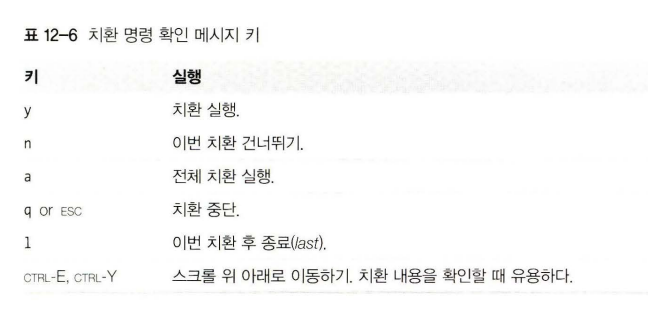 표 12-6 치환 명령 확인 메시지 키
키 실행
y 치환 실행.
n 이번 치환 건너뛰기.
a 전체 치환 실행.
q or ESC 치환 중단.
l 이번 치환 후 종료(last).
CTRL-E, CTRL-Y 스크롤 위 아래로 이동하기. 치환 내용을 확인할 때 유용하다.